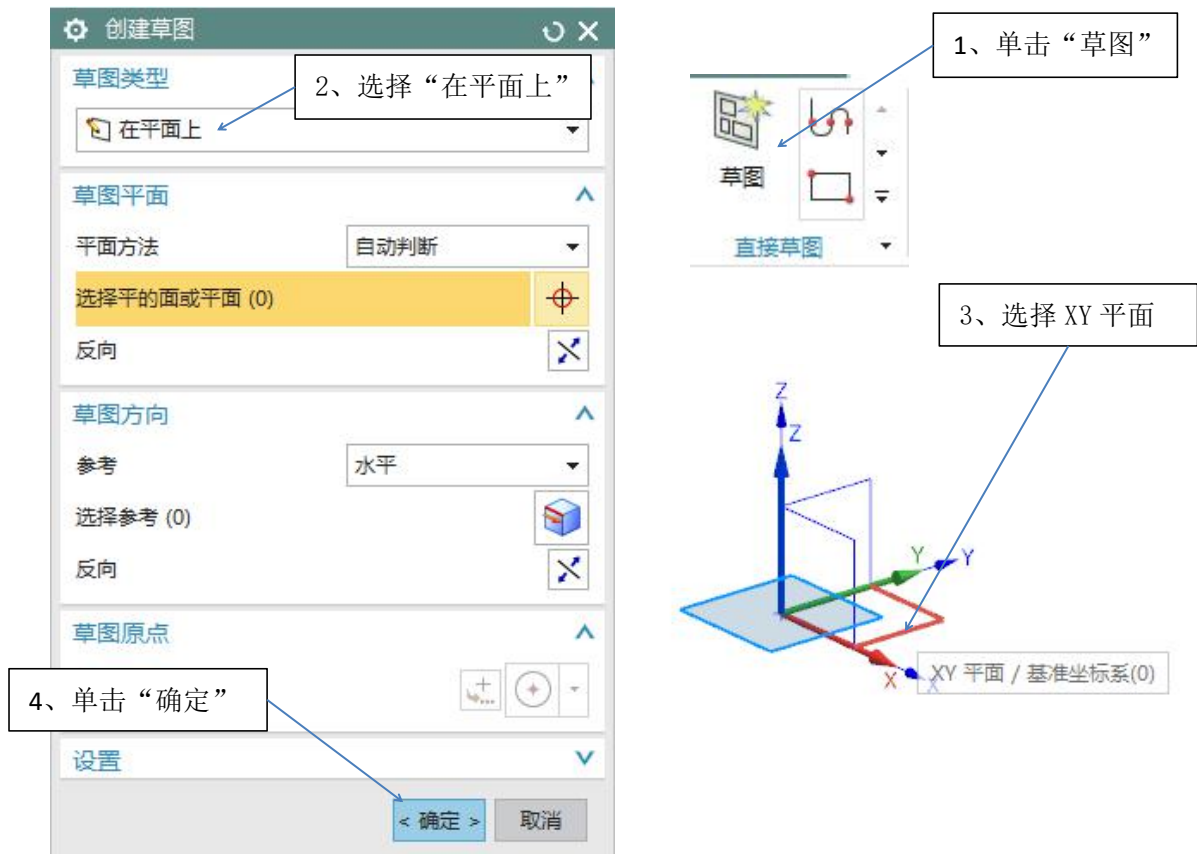 创建草图
草图类型
2、选择“在平面上”
在平面上
草图平面
平面方法
自动判断
选择平的面或平面 (0)
反向
草图方向
参考
水平
选择参考 (0)
反向
草图原点
4、单击“确定”
设置
< 确定 >
取消
1、单击“草图”
草图
直接草图
3、选择 XY 平面
Z
Z
Y
Y
X
X
XY 平面 / 基准坐标系(0)